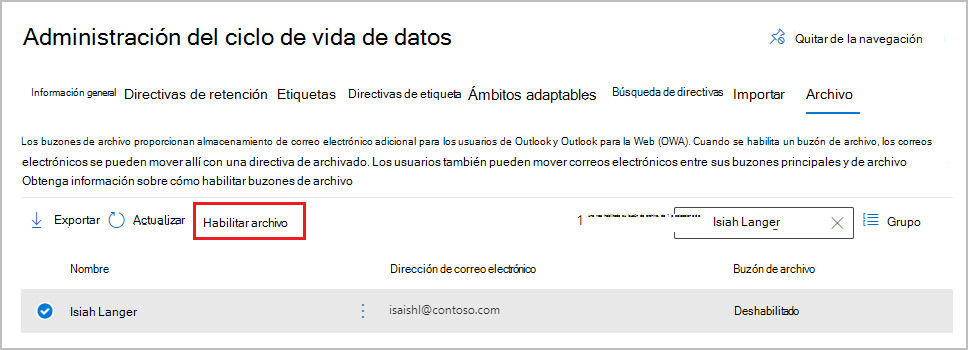 Administración del ciclo de vida de datos
Quitar de la navegación
Información general Directivas de retención Etiquetas Directivas de etiqueta Ámbitos adaptables Búsqueda de directivas Importar Archivo
Los buzones de archivo proporcionan almacenamiento de correo electrónico adicional para los usuarios de Outlook y Outlook para la Web (OWA). Cuando se habilita un buzón de archivo, los correos
electrónicos se pueden mover allí con una directiva de archivado. Los usuarios también pueden mover correos electrónicos entre sus buzones principales y de archivo
Obtenga información sobre cómo habilitar buzones de archivo
Exportar Actualizar Habilitar archivo 1 Isiah Langer Grupo
Nombre Dirección de correo electrónico Buzón de archivo
Isiah Langer isaishl@contoso.com Deshabilitado